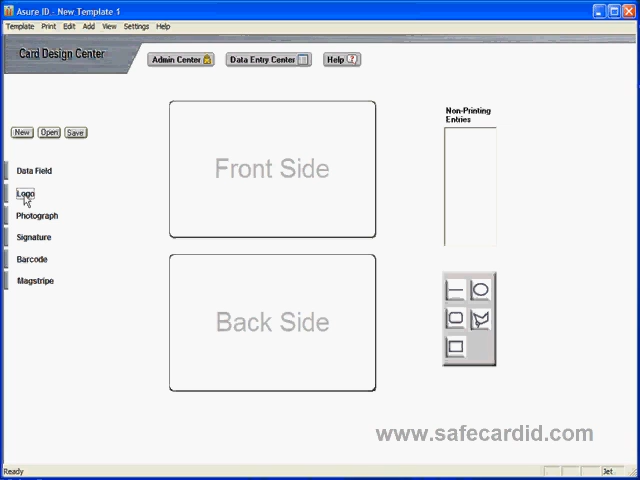 Asure ID - New Template 1
Template Print Edit Add View Settings Help
Card Design Center
Admin Center
Data Entry Center
Help
New Open Save
Data Field
Logo
Photograph
Signature
Barcode
Magstripe
Front Side
Back Side
Non-Printing
Entries
www.safecardid.com
Ready
Jet